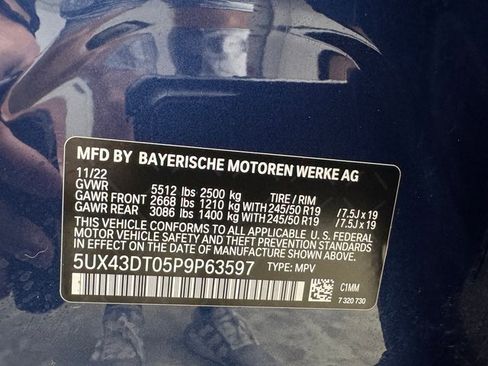 MFD BY BAYERISCHE MOTOREN WERKE AG
11/22
GVWR 5512 lbs 2500 kg TIRE / RIM
GAWR FRONT 2668 lbs 1210 kg WITH 245/50 R19 / 7.5J x 19
GAWR REAR 3086 lbs 1400 kg WITH 245/50 R19 / 7.5J x 19
THIS VEHICLE CONFORMS TO ALL APPLICABLE U.S. FEDERAL
MOTOR VEHICLE SAFETY, BUMPER, AND THEFT PREVENTION
STANDARDS IN EFFECT ON THE DATE OF MANUFACTURE SHOWN ABOVE.
5UX43DT05P9P63597 TYPE: MPV
C1MM
7 320 730